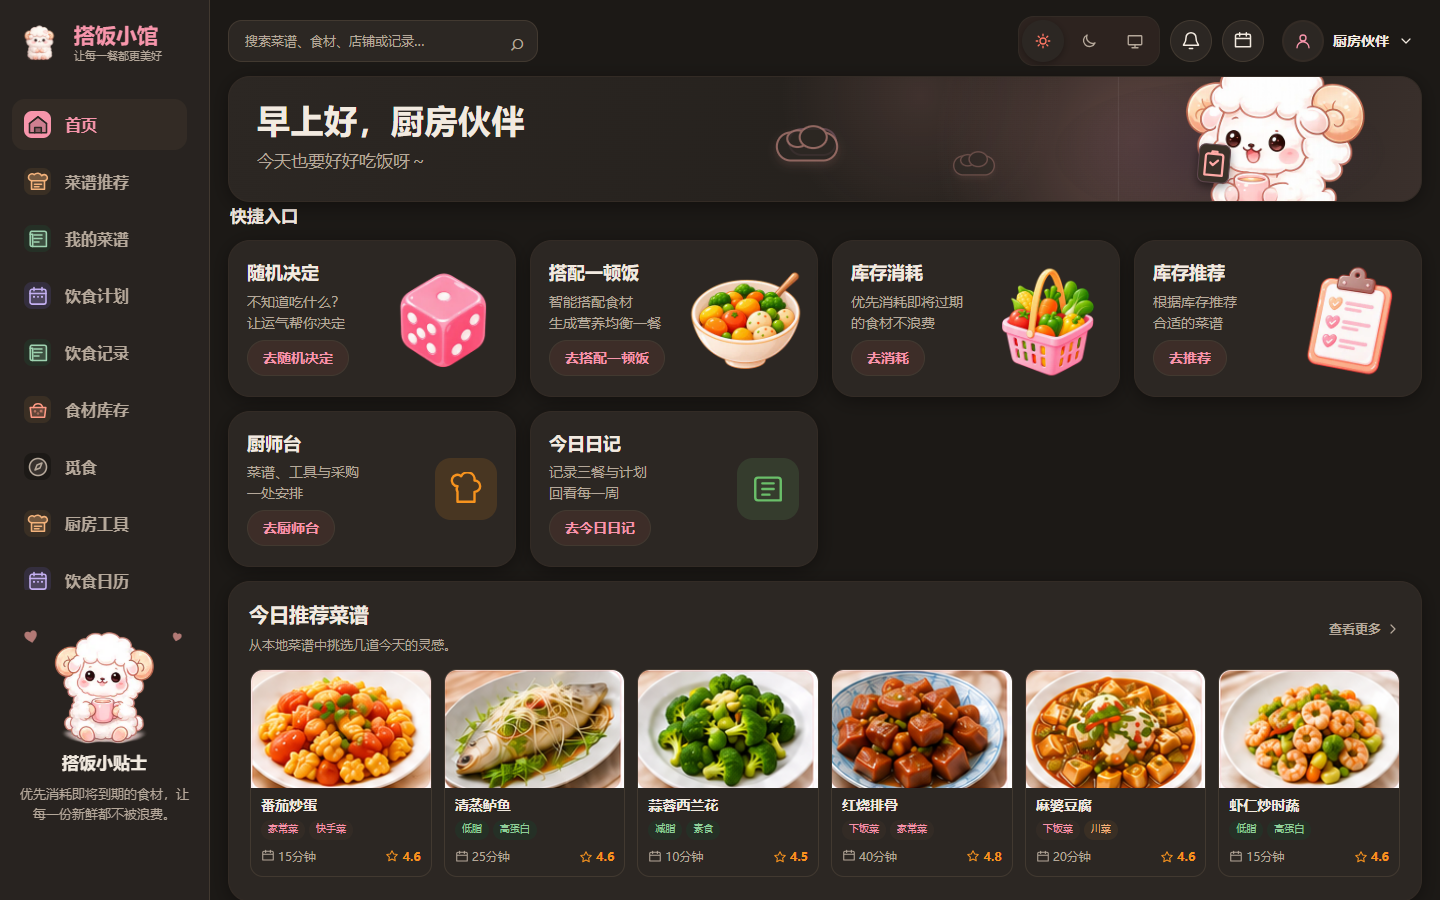 搭饭小馆
让每一餐都更美好
首页
菜谱推荐
我的菜谱
饮食计划
饮食记录
食材库存
觅食
厨房工具
饮食日历
搭饭小贴士
优先消耗即将到期的食材，让
每一份新鲜都不被浪费。
搜索菜谱、食材、店铺或记录...
厨房伙伴
早上好，厨房伙伴
今天也要好好吃饭呀 ~
快捷入口
随机决定
不知道吃什么？
让运气帮你决定
去随机决定
搭配一顿饭
智能搭配食材
生成营养均衡一餐
去搭配一顿饭
库存消耗
优先消耗即将过期
的食材不浪费
去消耗
库存推荐
根据库存推荐
合适的菜谱
去推荐
厨师台
菜谱、工具与采购
一处安排
去厨师台
今日日记
记录三餐与计划
回看每一周
去今日日记
今日推荐菜谱
从本地菜谱中挑选几道今天的灵感。
查看更多
番茄炒蛋
家常菜 快手菜
15分钟 4.6
清蒸鲈鱼
低脂 高蛋白
25分钟 4.6
蒜蓉西兰花
减脂 素食
10分钟 4.5
红烧排骨
下饭菜 家常菜
40分钟 4.8
麻婆豆腐
下饭菜 川菜
20分钟 4.6
虾仁炒时蔬
低脂 高蛋白
15分钟 4.6